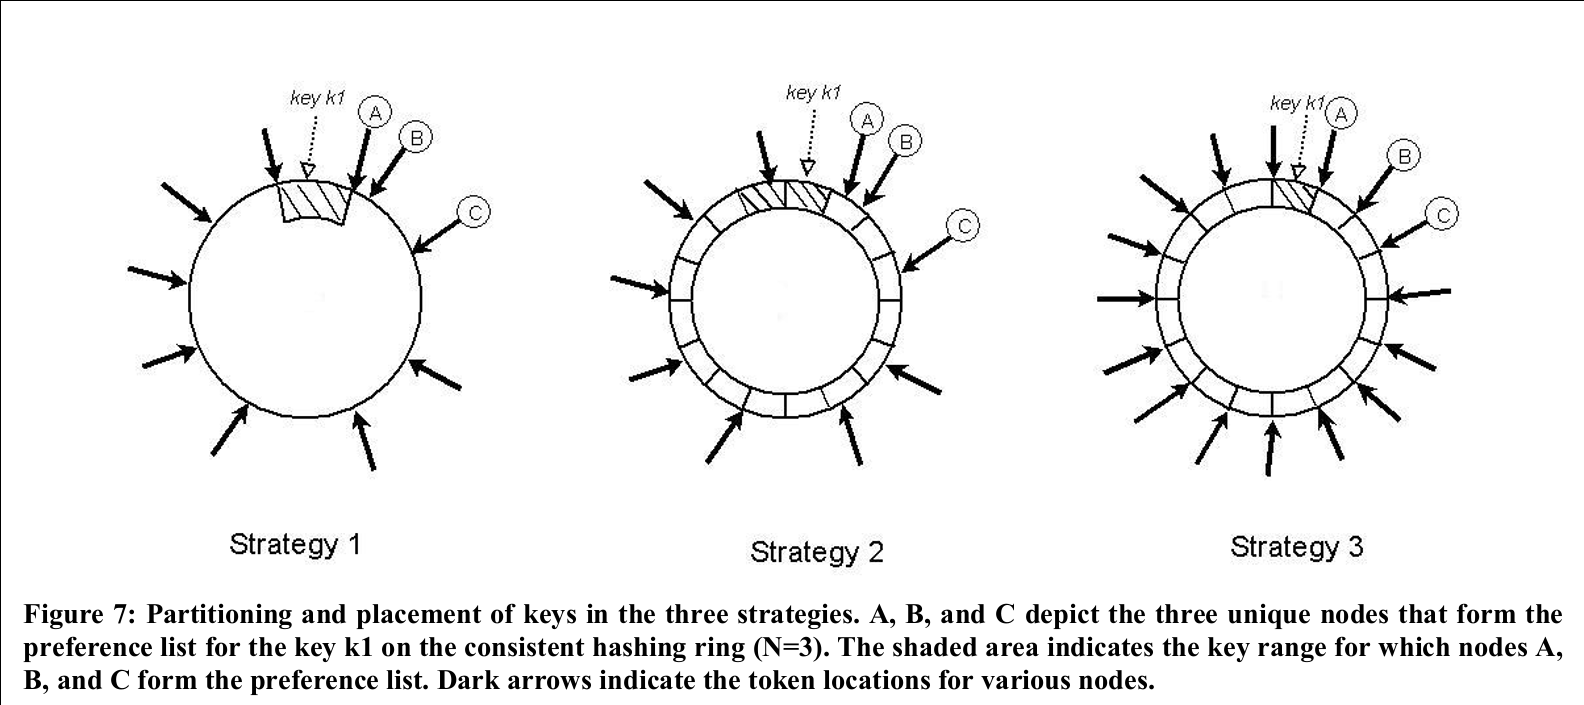 key k1
A
B
C
key k1
A
B
C
key k1
A
B
C
Strategy 1
Strategy 2
Strategy 3
Figure 7: Partitioning and placement of keys in the three strategies. A, B, and C depict the three unique nodes that form the
preference list for the key k1 on the consistent hashing ring (N=3). The shaded area indicates the key range for which nodes A,
B, and C form the preference list. Dark arrows indicate the token locations for various nodes.